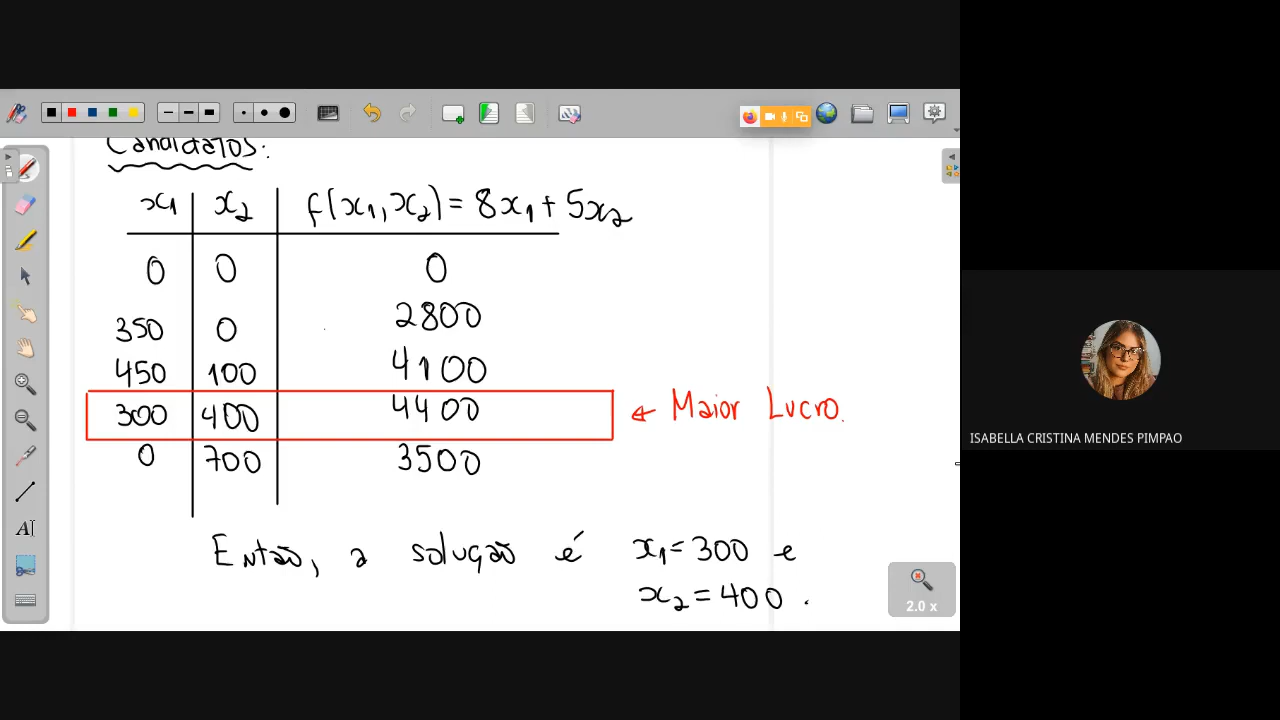 Candidatos:
x₁ x₂ f(x₁,x₂) = 8x₁ + 5x₂
0 0 0
350 0 2800
450 100 4100
300 400 4400 ← Maior Lucro.
0 700 3500
Então, a solução é x₁ = 300 e
x₂ = 400.
ISABELLA CRISTINA MENDES PIMPAO
AI
2.0 x